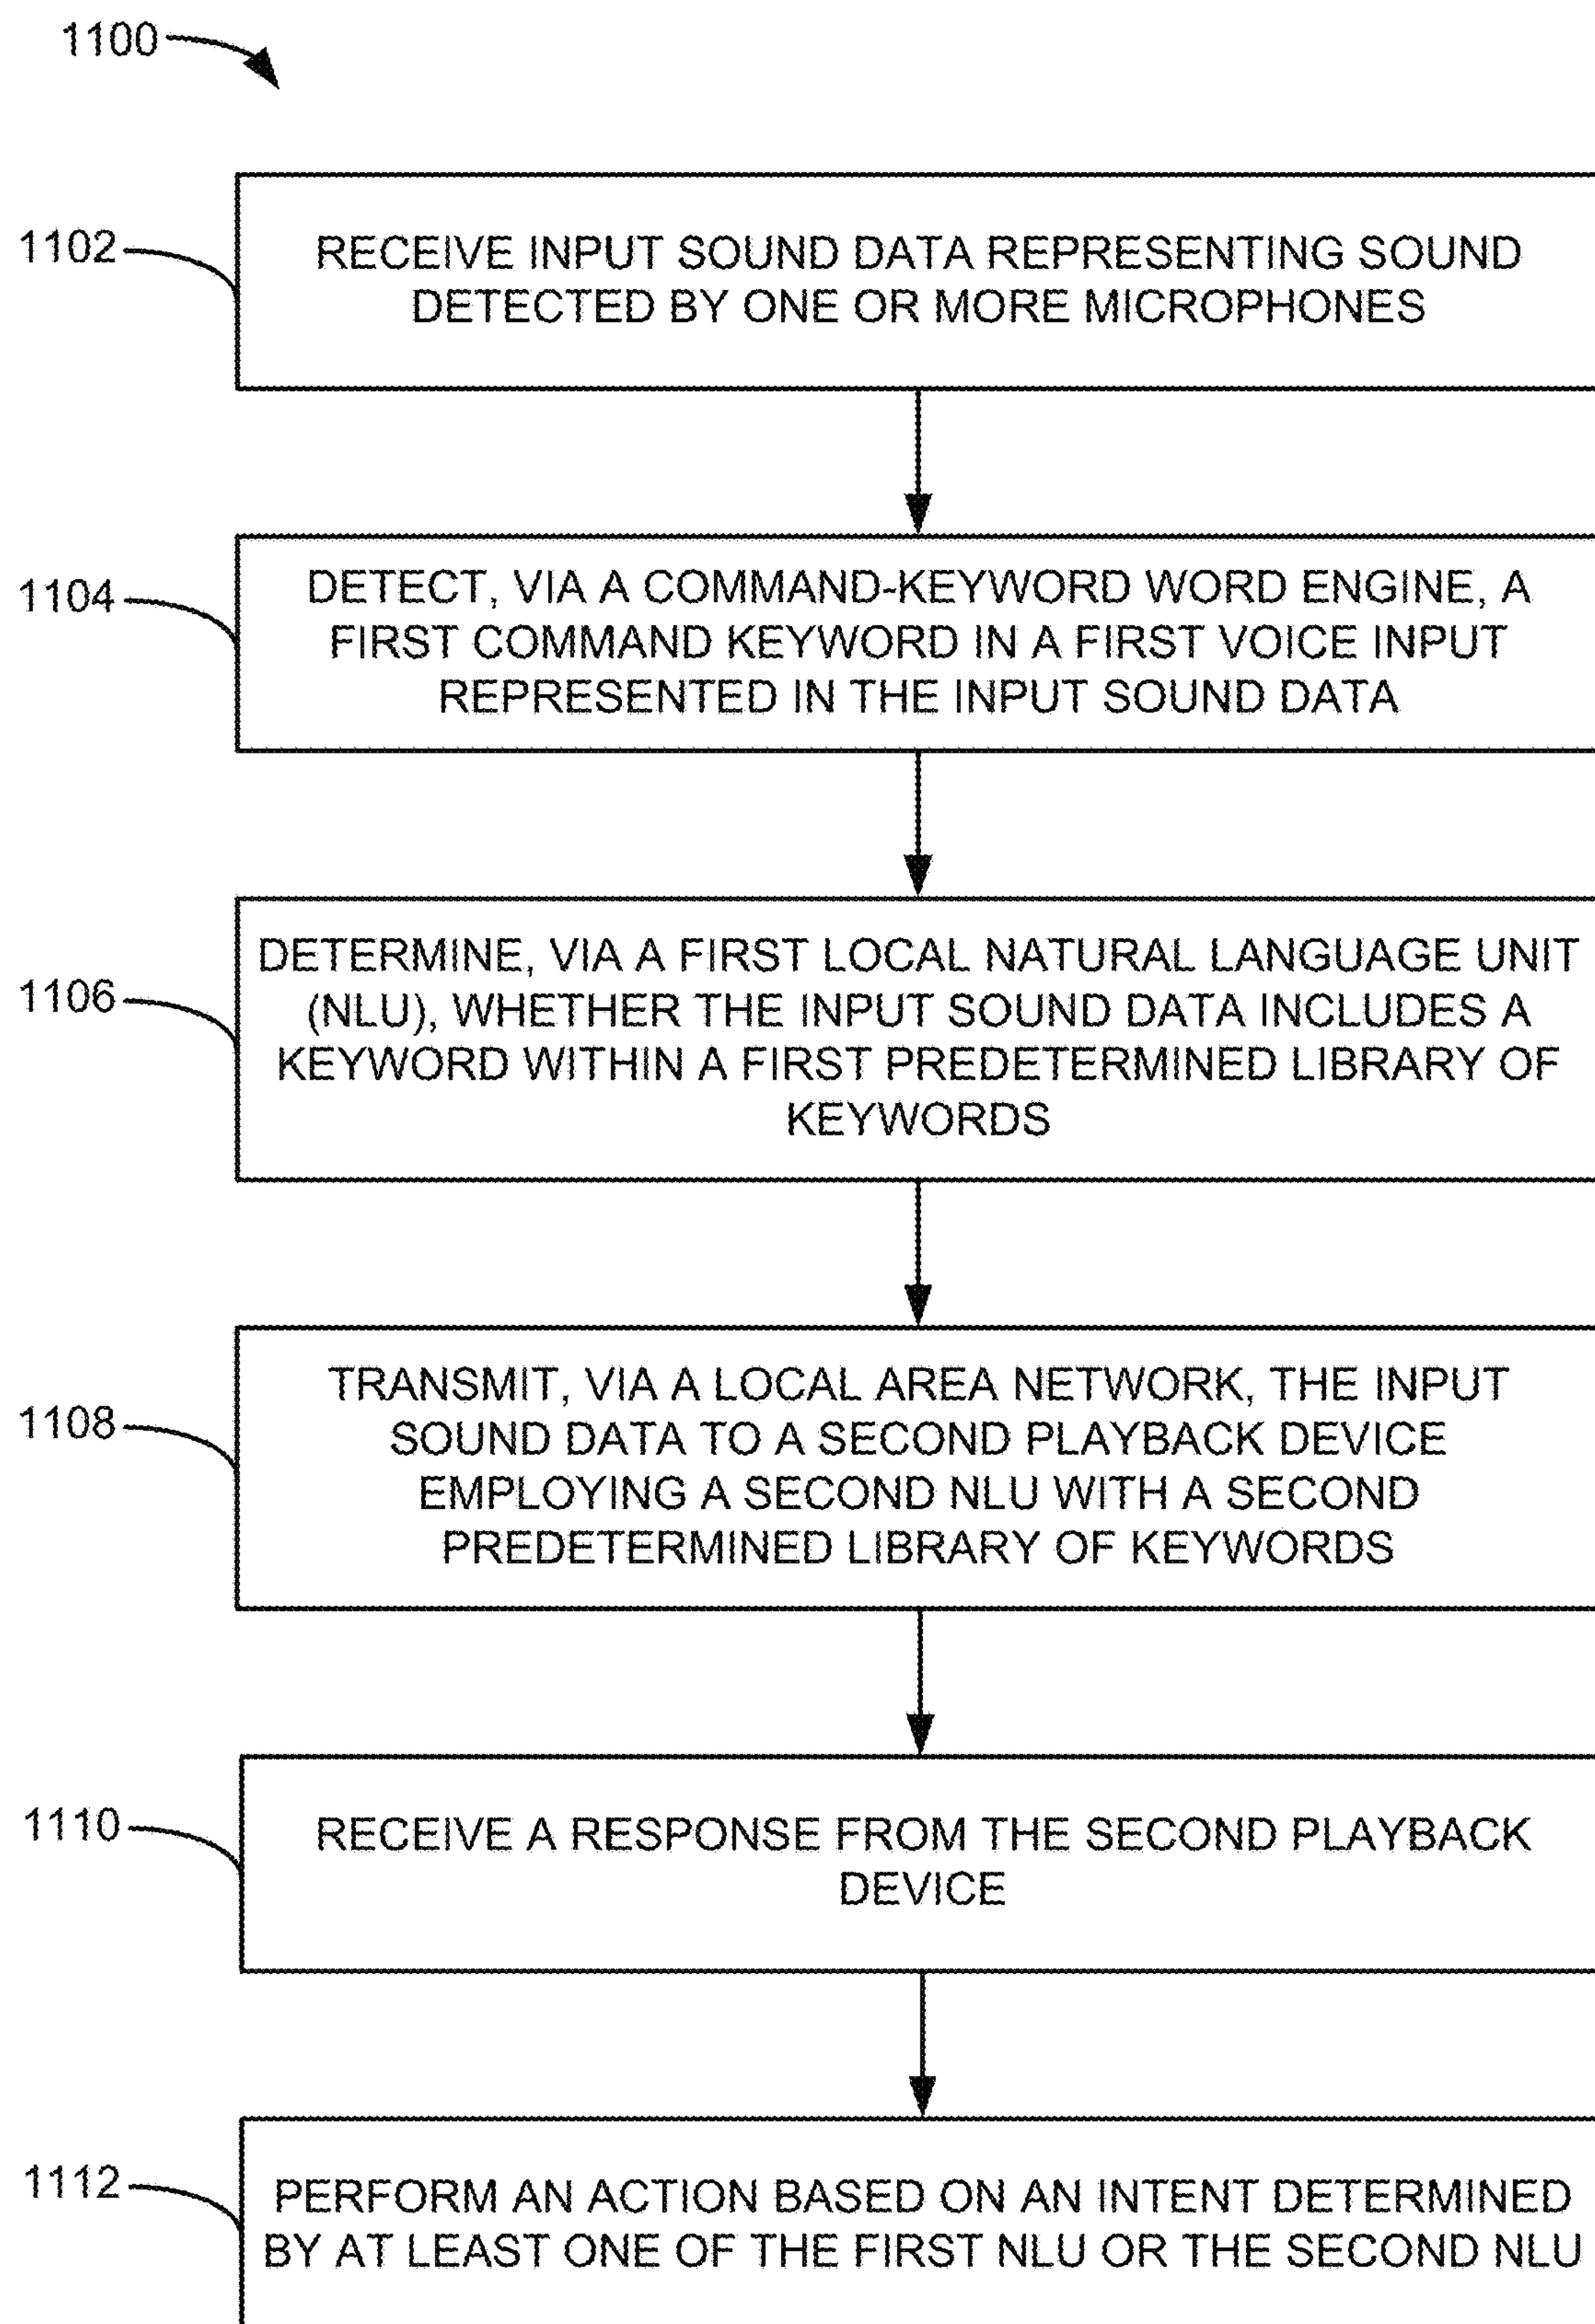 1100
1102
RECEIVE INPUT SOUND DATA REPRESENTING SOUND
DETECTED BY ONE OR MORE MICROPHONES
1104
DETECT, VIA A COMMAND-KEYWORD WORD ENGINE, A
FIRST COMMAND KEYWORD IN A FIRST VOICE INPUT
REPRESENTED IN THE INPUT SOUND DATA
1106
DETERMINE, VIA A FIRST LOCAL NATURAL LANGUAGE UNIT
(NLU), WHETHER THE INPUT SOUND DATA INCLUDES A
KEYWORD WITHIN A FIRST PREDETERMINED LIBRARY OF
KEYWORDS
1108
TRANSMIT, VIA A LOCAL AREA NETWORK, THE INPUT
SOUND DATA TO A SECOND PLAYBACK DEVICE
EMPLOYING A SECOND NLU WITH A SECOND
PREDETERMINED LIBRARY OF KEYWORDS
1110
RECEIVE A RESPONSE FROM THE SECOND PLAYBACK
DEVICE
1112
PERFORM AN ACTION BASED ON AN INTENT DETERMINED
BY AT LEAST ONE OF THE FIRST NLU OR THE SECOND NLU